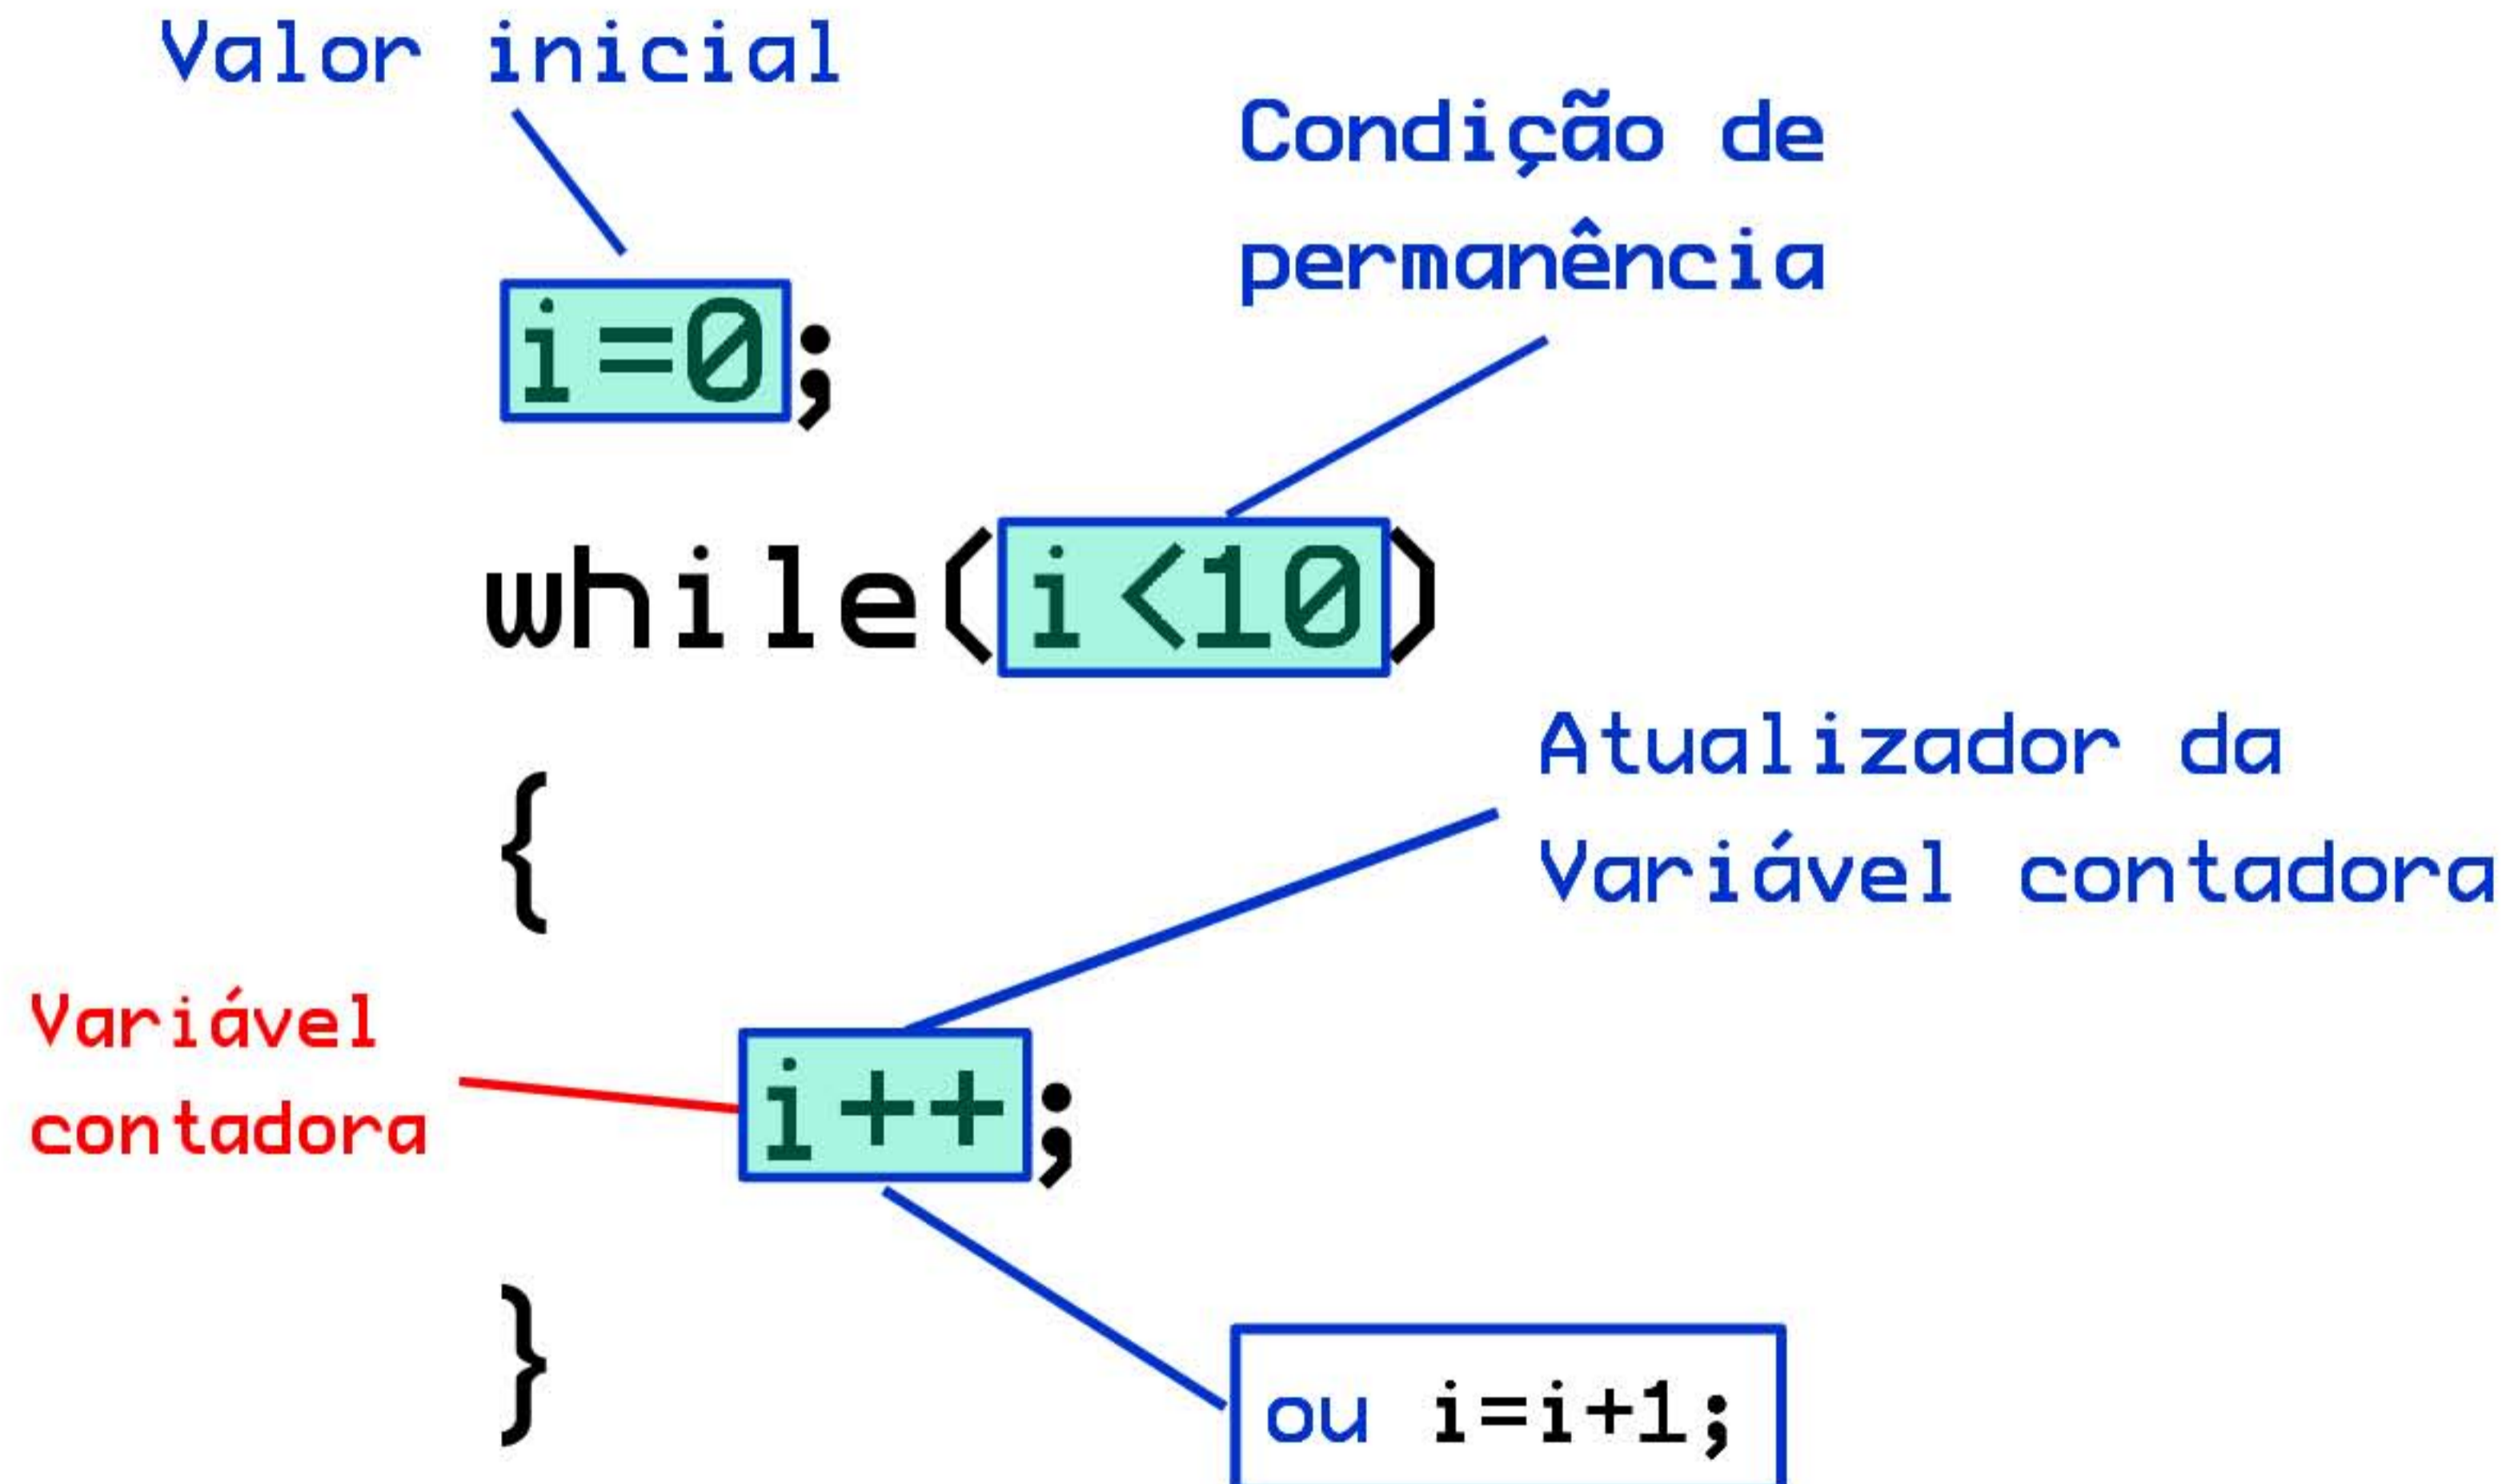 Valor inicial
Condição de
permanência
i=0;
while(i<10)
{
Atualizador da
Variável contadora
Variável
contadora
i++;
}
ou i=i+1;